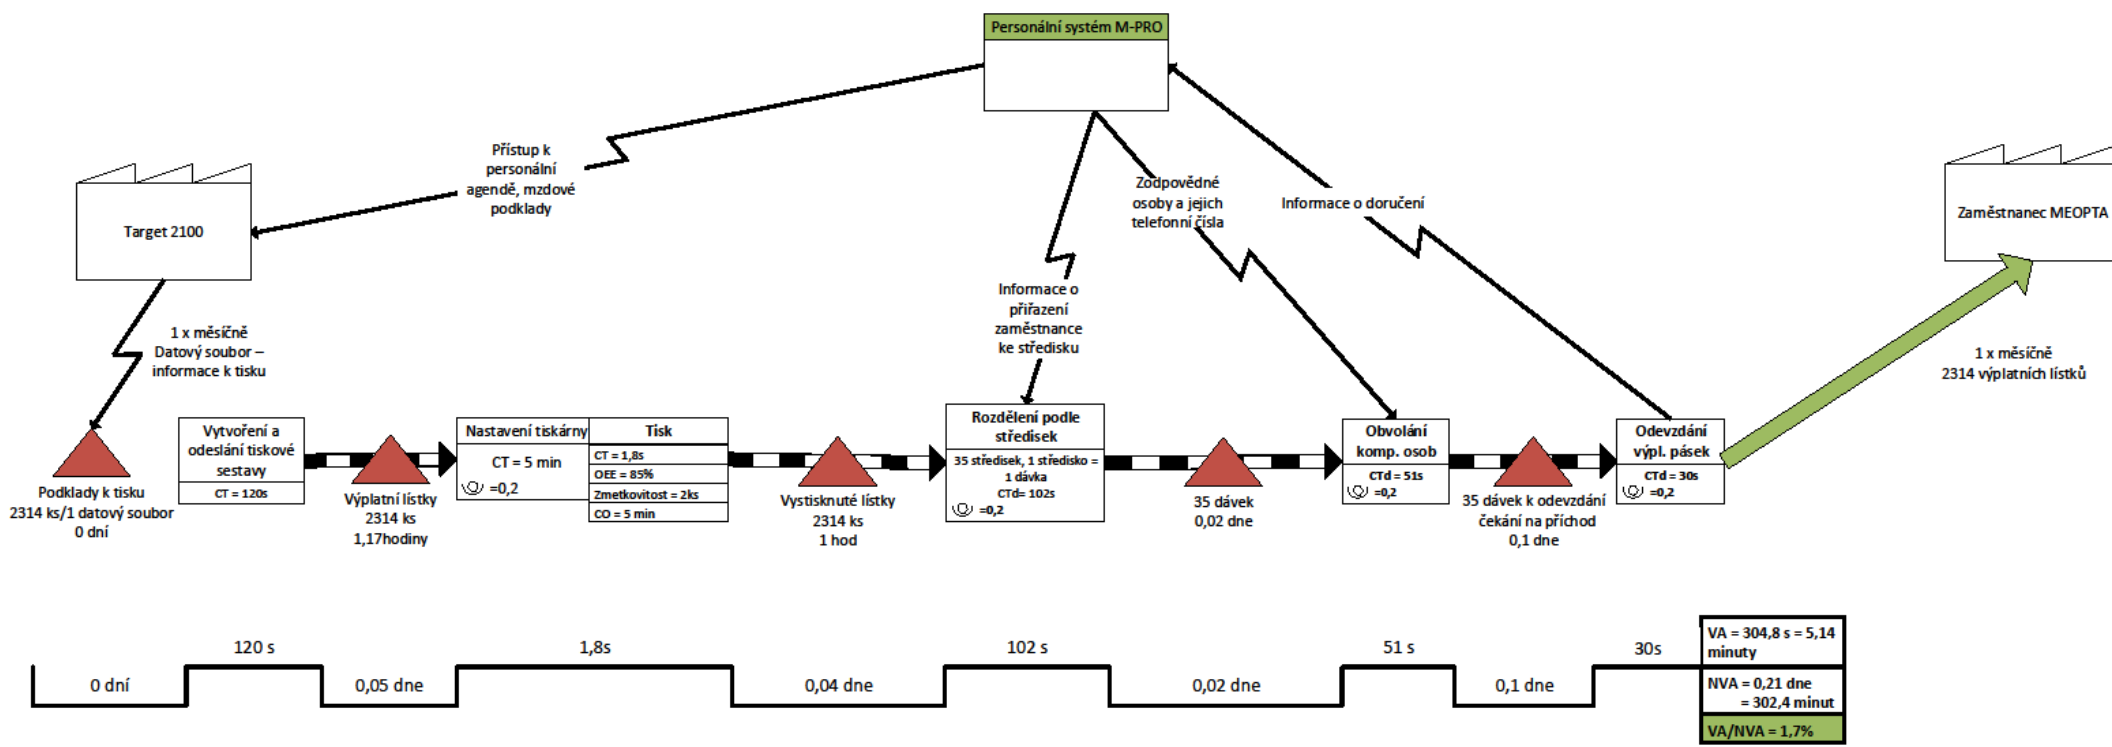 Personální systém M-PRO
Přístup k
personální
agendě, mzdové
podklady
Zodpovědné
osoby a jejich
telefonní čísla
Informace o doručení
Target 2100
Zaměstnanec MEOPTA
Informace o
přiřazení
zaměstnance
ke středisku
1 x měsíčně
Datový soubor –
informace k tisku
1 x měsíčně
2314 výplatních lístků
Podklady k tisku
2314 ks/1 datový soubor
0 dní
Vytvoření a
odeslání tiskové
sestavy
CT = 120s
Výplatní lístky
2314 ks
1,17hodiny
Nastavení tiskárny
CT = 5 min
=0,2
Tisk
CT = 1,8s
OEE = 85%
Zmetkovitost = 2ks
CO = 5 min
Vystisknuté lístky
2314 ks
1 hod
Rozdělení podle
středisek
35 středisek, 1 středisko =
1 dávka
CTd= 102s
=0,2
35 dávek
0,02 dne
Obvolání
komp. osob
CTd = 51s
=0,2
35 dávek k odevzdání
čekání na příchod
0,1 dne
Odevzdání
výpl. pásek
CTd = 30s
=0,2
0 dní
120 s
0,05 dne
1,8s
0,04 dne
102 s
0,02 dne
51 s
0,1 dne
30s
VA = 304,8 s = 5,14
minuty
NVA = 0,21 dne
= 302,4 minut
VA/NVA = 1,7%